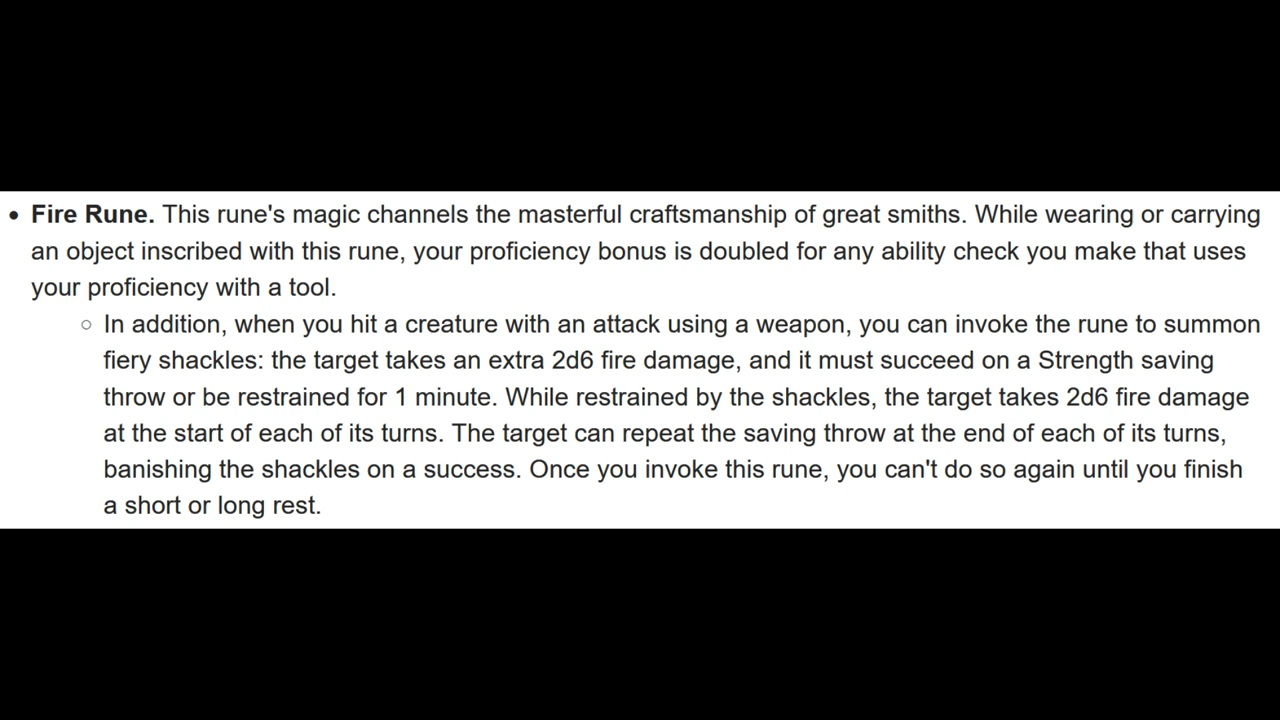 • Fire Rune. This rune's magic channels the masterful craftsmanship of great smiths. While wearing or carrying
an object inscribed with this rune, your proficiency bonus is doubled for any ability check you make that uses
your proficiency with a tool.
○ In addition, when you hit a creature with an attack using a weapon, you can invoke the rune to summon
fiery shackles: the target takes an extra 2d6 fire damage, and it must succeed on a Strength saving
throw or be restrained for 1 minute. While restrained by the shackles, the target takes 2d6 fire damage
at the start of each of its turns. The target can repeat the saving throw at the end of each of its turns,
banishing the shackles on a success. Once you invoke this rune, you can't do so again until you finish
a short or long rest.